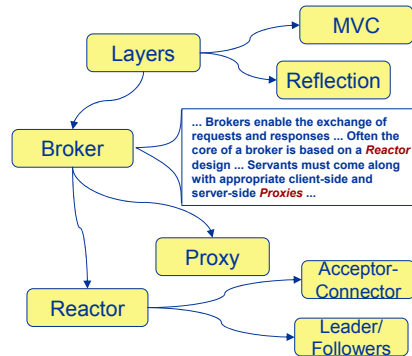 MVC
Layers
Reflection
Broker
... Brokers enable the exchange of
requests and responses ... Often the
core of a broker is based on a Reactor
design ... Servants must come along
with appropriate client-side and
server-side Proxies ...
Proxy
Acceptor-
Connector
Reactor
Leader/
Followers